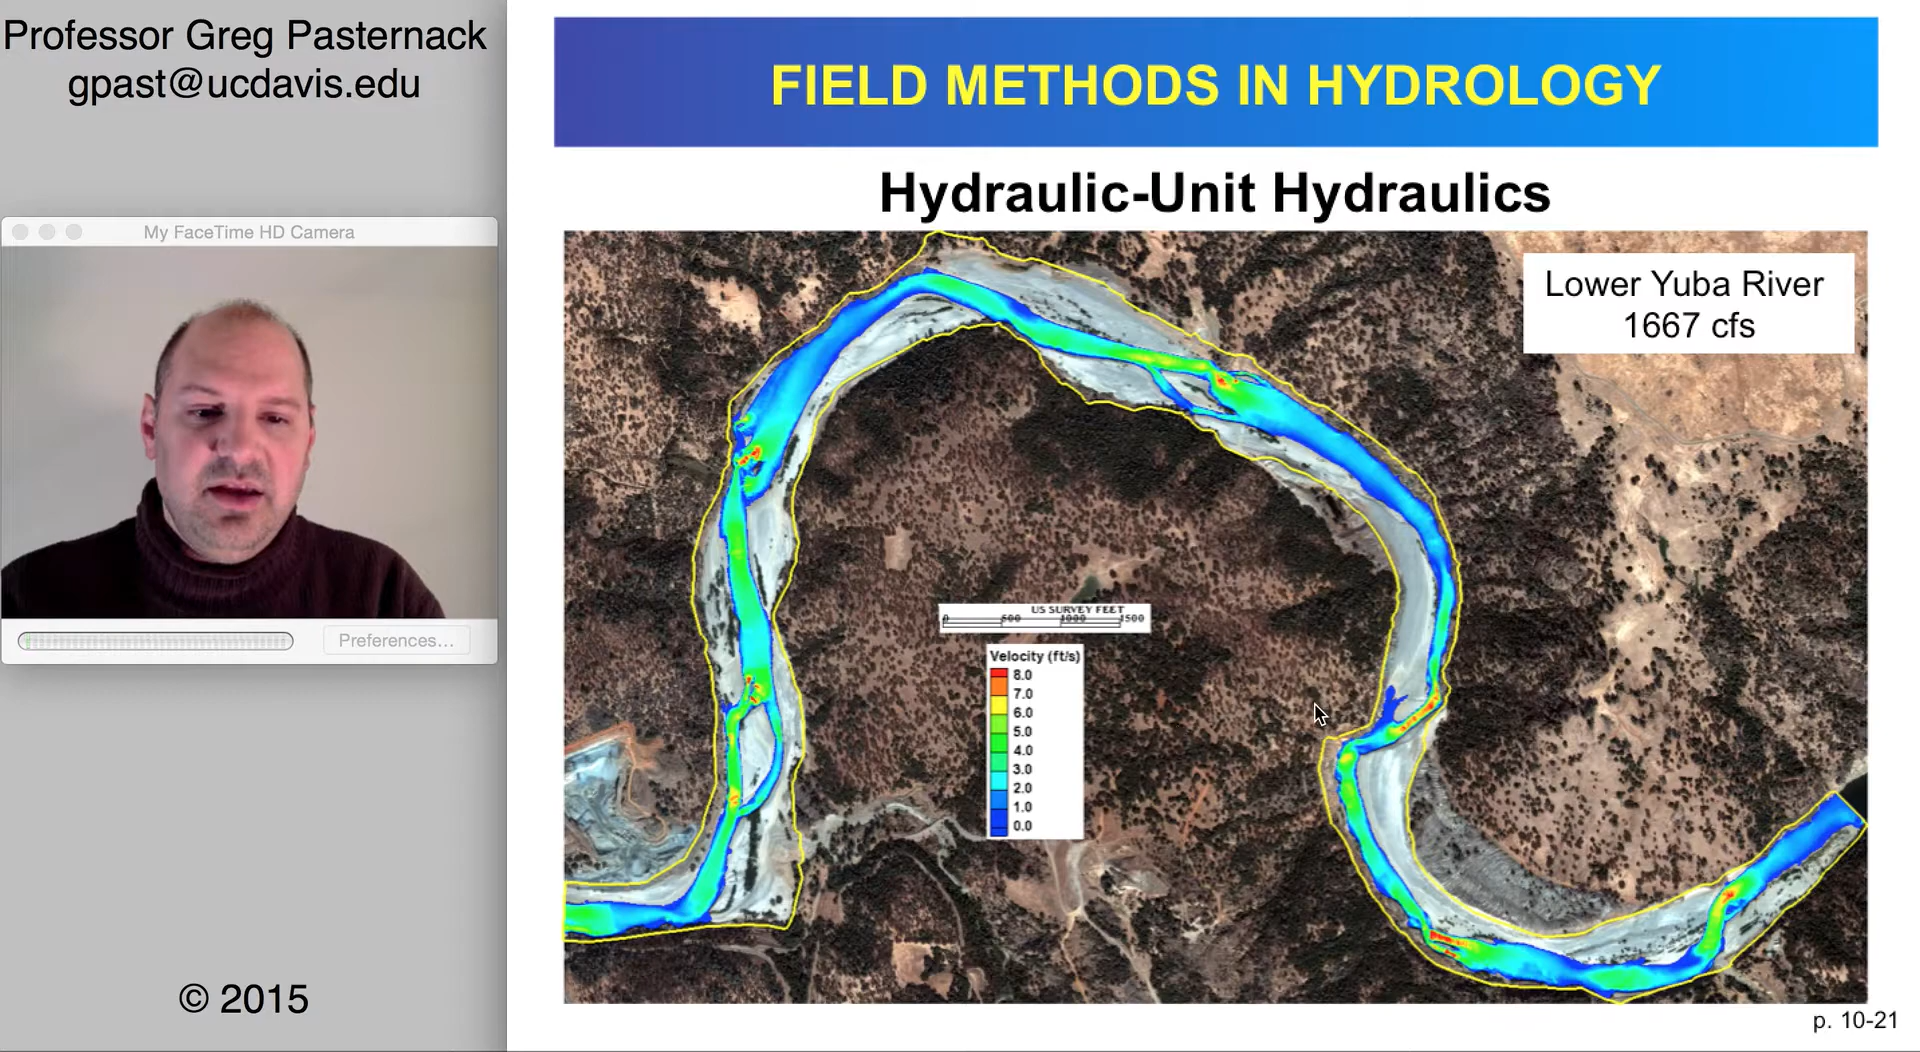 Professor Greg Pasternack
gpast@ucdavis.edu
My FaceTime HD Camera
Preferences...
© 2015
FIELD METHODS IN HYDROLOGY
Hydraulic-Unit Hydraulics
Lower Yuba River
1667 cfs
US SURVEY FEET
0 500 1000 1500
Velocity (ft/s)
8.0
7.0
6.0
5.0
4.0
3.0
2.0
1.0
0.0
p. 10-21